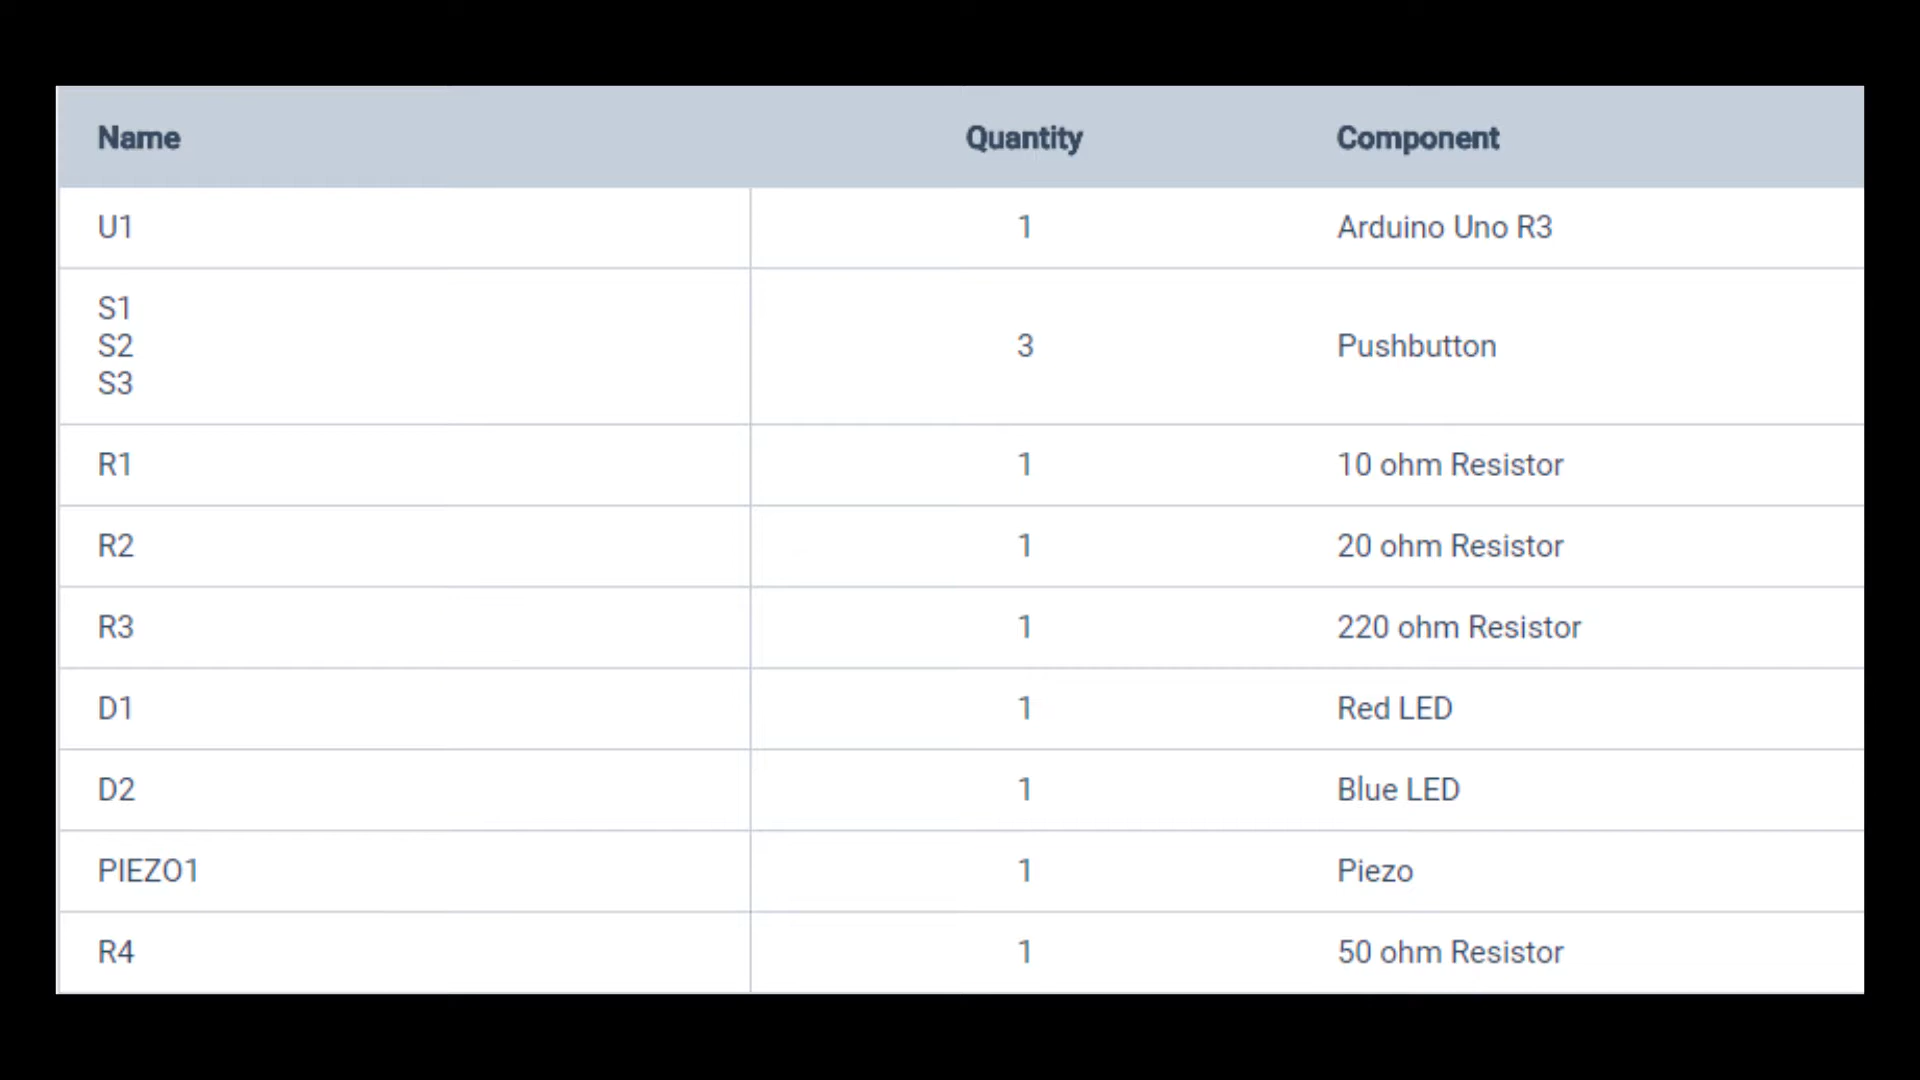 Name Quantity Component
U1 1 Arduino Uno R3
S1
S2 3 Pushbutton
S3
R1 1 10 ohm Resistor
R2 1 20 ohm Resistor
R3 1 220 ohm Resistor
D1 1 Red LED
D2 1 Blue LED
PIEZO1 1 Piezo
R4 1 50 ohm Resistor